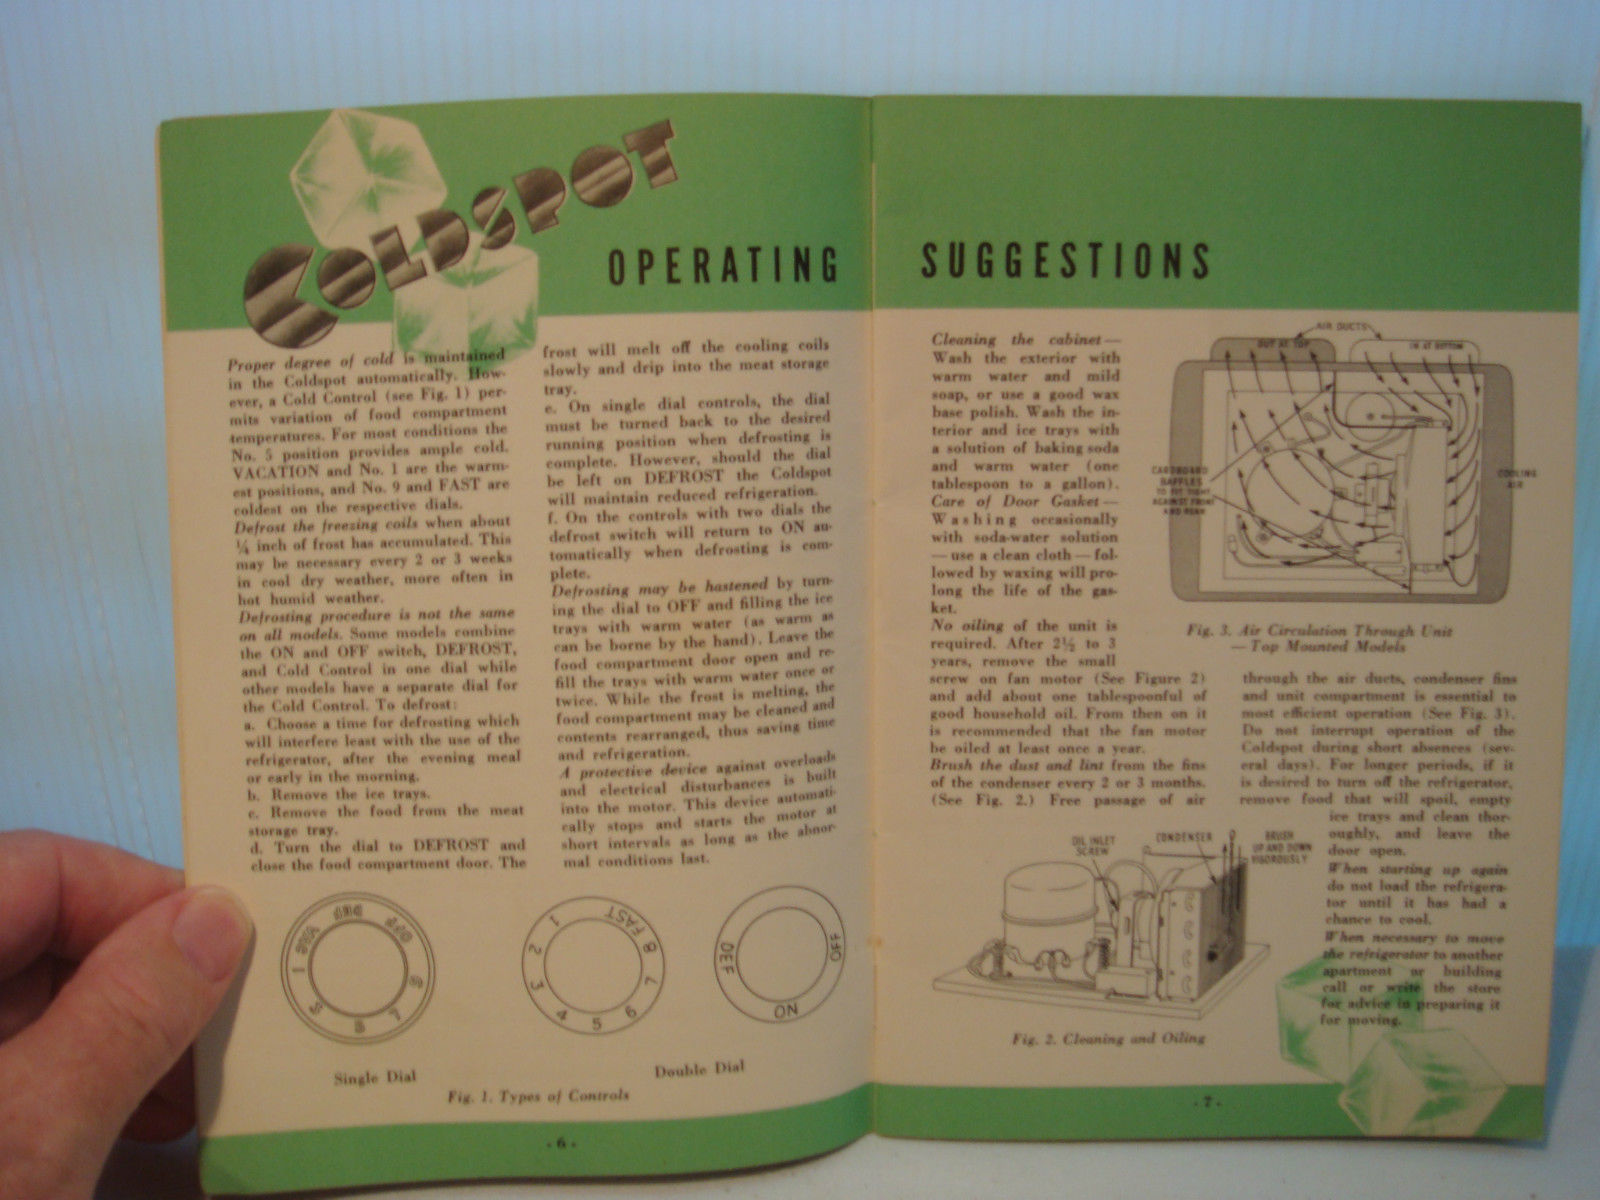 COLDSPOT
OPERATING
Proper degree of cold is maintained
in the Coldspot automatically. How-
ever, a Cold Control (see Fig. 1) per-
mits variation of food compartment
temperatures. For most conditions the
No. 5 position provides ample cold.
VACATION and No. 1 are the warm-
est positions, and No. 9 and FAST are
coldest on the respective dials.
Defrost the freezing coils when about
¼ inch of frost has accumulated. This
may be necessary every 2 or 3 weeks
in cool dry weather, more often in
hot humid weather.
Defrosting procedure is not the same
on all models. Some models combine
the ON and OFF switch, DEFROST,
and Cold Control in one dial while
other models have a separate dial for
the Cold Control. To defrost:
a. Choose a time for defrosting which
will interfere least with the use of the
refrigerator, after the evening meal
or early in the morning.
b. Remove the ice trays.
c. Remove the food from the meat
storage tray.
d. Turn the dial to DEFROST and
close the food compartment door. The
frost will melt off the cooling coils
slowly and drip into the meat storage
tray.
e. On single dial controls, the dial
must be turned back to the desired
running position when defrosting is
complete. However, should the dial
be left on DEFROST the Coldspot
will maintain reduced refrigeration.
f. On the controls with two dials the
defrost switch will return to ON au-
tomatically when defrosting is com-
plete.
Defrosting may be hastened by turn-
ing the dial to OFF and filling the ice
trays with warm water (as warm as
can be borne by the hand). Leave the
food compartment door open and re-
fill the trays with warm water once or
twice. While the frost is melting, the
food compartment may be cleaned and
contents rearranged, thus saving time
and refrigeration.
A protective device against overloads
and electrical disturbances is built
into the motor. This device automati-
cally stops and starts the motor at
short intervals as long as the abnor-
mal conditions last.
DEF OFF 9 7 5 3 1
FAST 8 7 6 5 4 3 2 1
DEF OFF ON
Single Dial
Double Dial
Fig. 1. Types of Controls
- 6 -
SUGGESTIONS
Cleaning the cabinet—
Wash the exterior with
warm water and mild
soap, or use a good wax
base polish. Wash the in-
terior and ice trays with
a solution of baking soda
and warm water (one
tablespoon to a gallon).
Care of Door Gasket—
Washing occasionally
with soda-water solution
— use a clean cloth — fol-
lowed by waxing will pro-
long the life of the gas-
ket.
No oiling of the unit is
required. After 2½ to 3
years, remove the small
screw on fan motor (See Figure 2)
and add about one tablespoonful of
good household oil. From then on it
is recommended that the fan motor
be oiled at least once a year.
Brush the dust and lint from the fins
of the condenser every 2 or 3 months.
(See Fig. 2.) Free passage of air
AIR DUCTS
OUT AT TOP
IN AT BOTTOM
CARDBOARD
BAFFLES
TO FIT TIGHT
AGAINST FRONT
AND REAR
COOLING
AIR
Fig. 3. Air Circulation Through Unit
— Top Mounted Models
through the air ducts, condenser fins
and unit compartment is essential to
most efficient operation (See Fig. 3).
Do not interrupt operation of the
Coldspot during short absences (sev-
eral days). For longer periods, if it
is desired to turn off the refrigerator,
remove food that will spoil, empty
ice trays and clean thor-
oughly, and leave the
door open.
When starting up again
do not load the refrigera-
tor until it has had a
chance to cool.
When necessary to move
the refrigerator to another
apartment or building
call or write the store
for advice in preparing it
for moving.
OIL INLET
SCREW
CONDENSER
BRUSH
UP AND DOWN
VIGOROUSLY
Fig. 2. Cleaning and Oiling
- 7 -